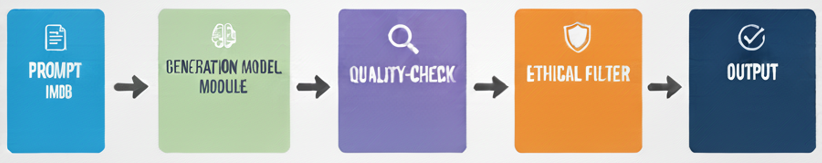 PROMPT
IMDB
GENERATION MODEL
MODULE
QUALITY-CHECK
ETHICAL FILTER
OUTPUT